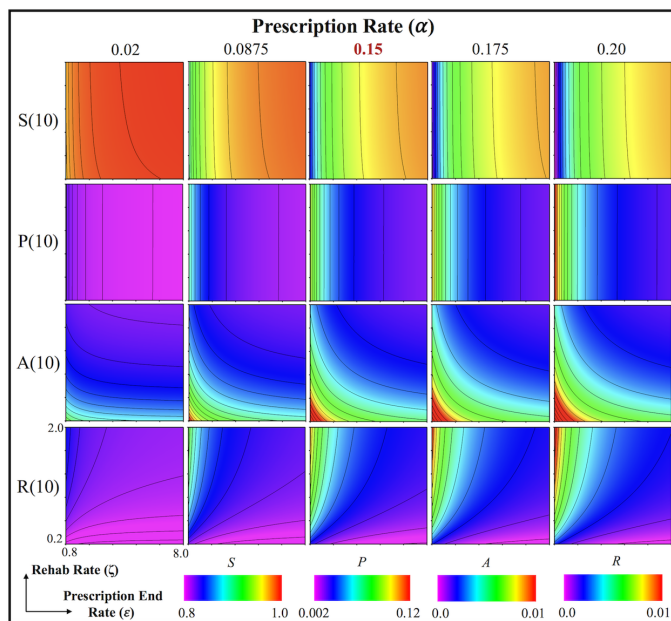 Prescription Rate (α)
0.02 0.0875 0.15 0.175 0.20
S(10)
P(10)
A(10)
2.0
R(10)
0.2
0.8 8.0
S P A R
Rehab Rate (ζ)
Prescription End
Rate (ε)
0.8 1.0 0.002 0.12 0.0 0.01 0.0 0.01